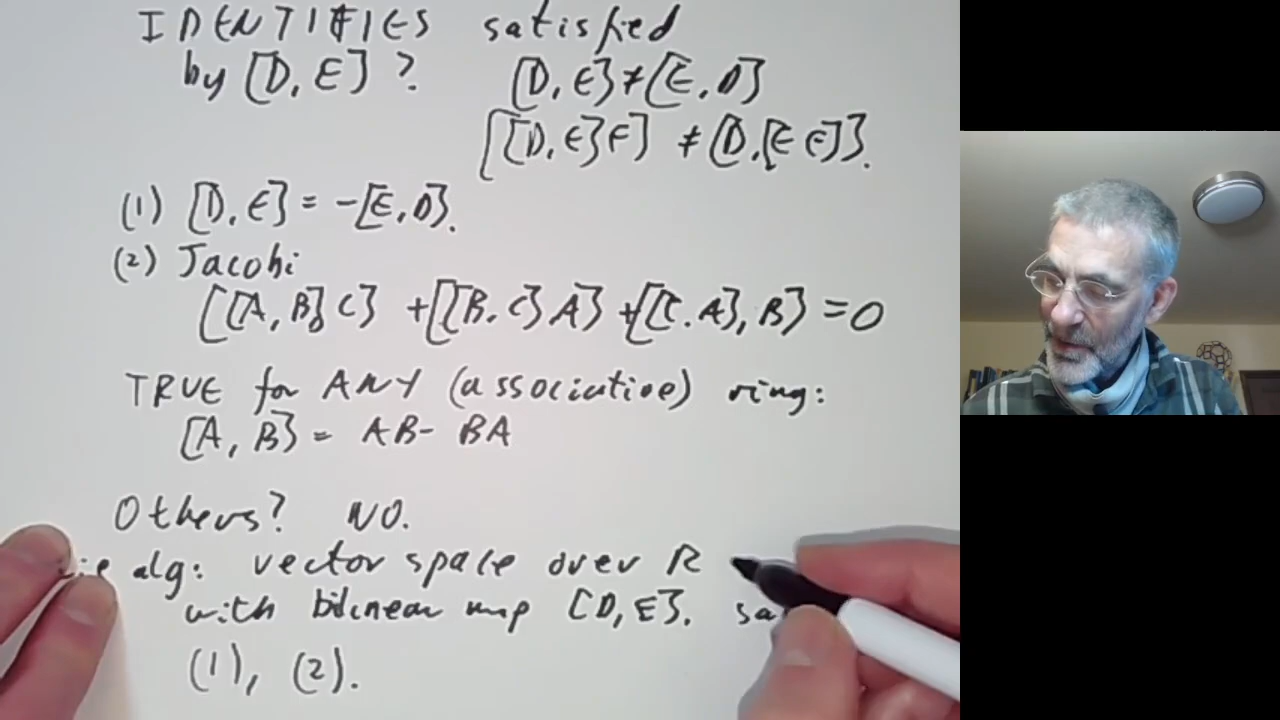 IDENTITIES satisfied
by [D, E] ? [D, E] ≠ [E, D]
[[D, E] F] ≠ [D, [E F]].
(1) [D, E] = -[E, D].
(2) Jacobi
[[A, B] C] + [[B, C] A] + [[C, A], B] = 0
TRUE for ANY (associative) ring:
[A, B] = AB - BA
Others? NO.
alg: vector space over R
with bilinear map [D, E].
(1), (2).